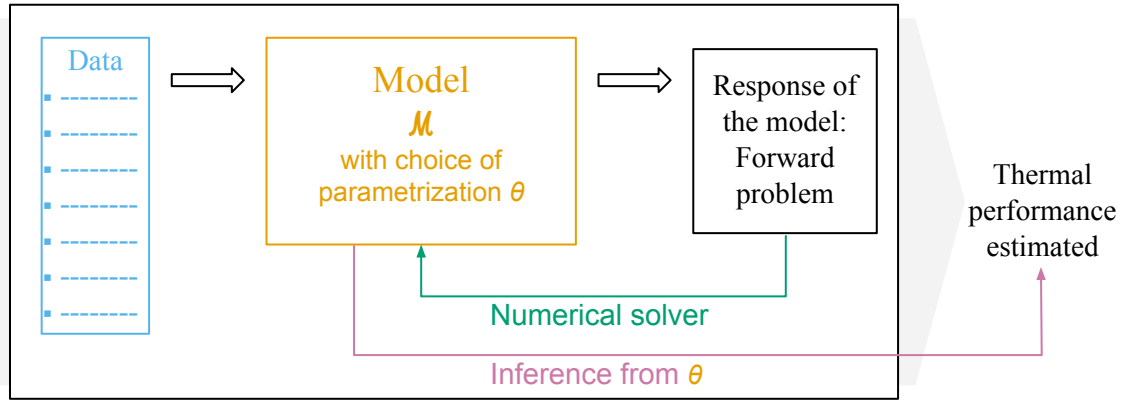 Data
Model
ℳ
with choice of
parametrization θ
Response of
the model:
Forward
problem
Thermal
performance
estimated
Numerical solver
Inference from θ